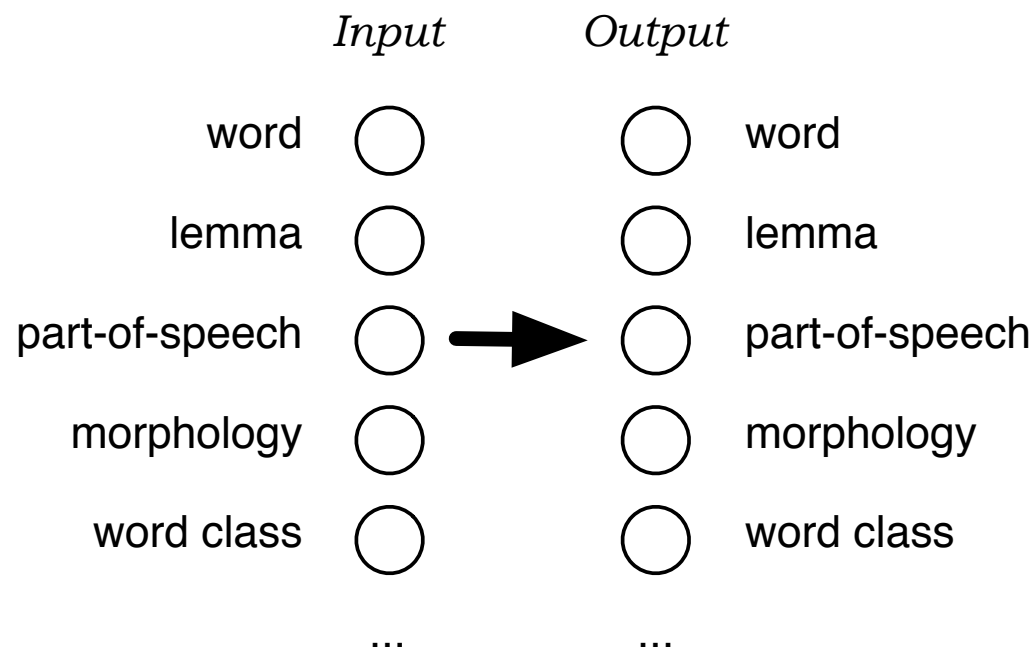 Input Output
word word
lemma lemma
part-of-speech part-of-speech
morphology morphology
word class word class
... ...